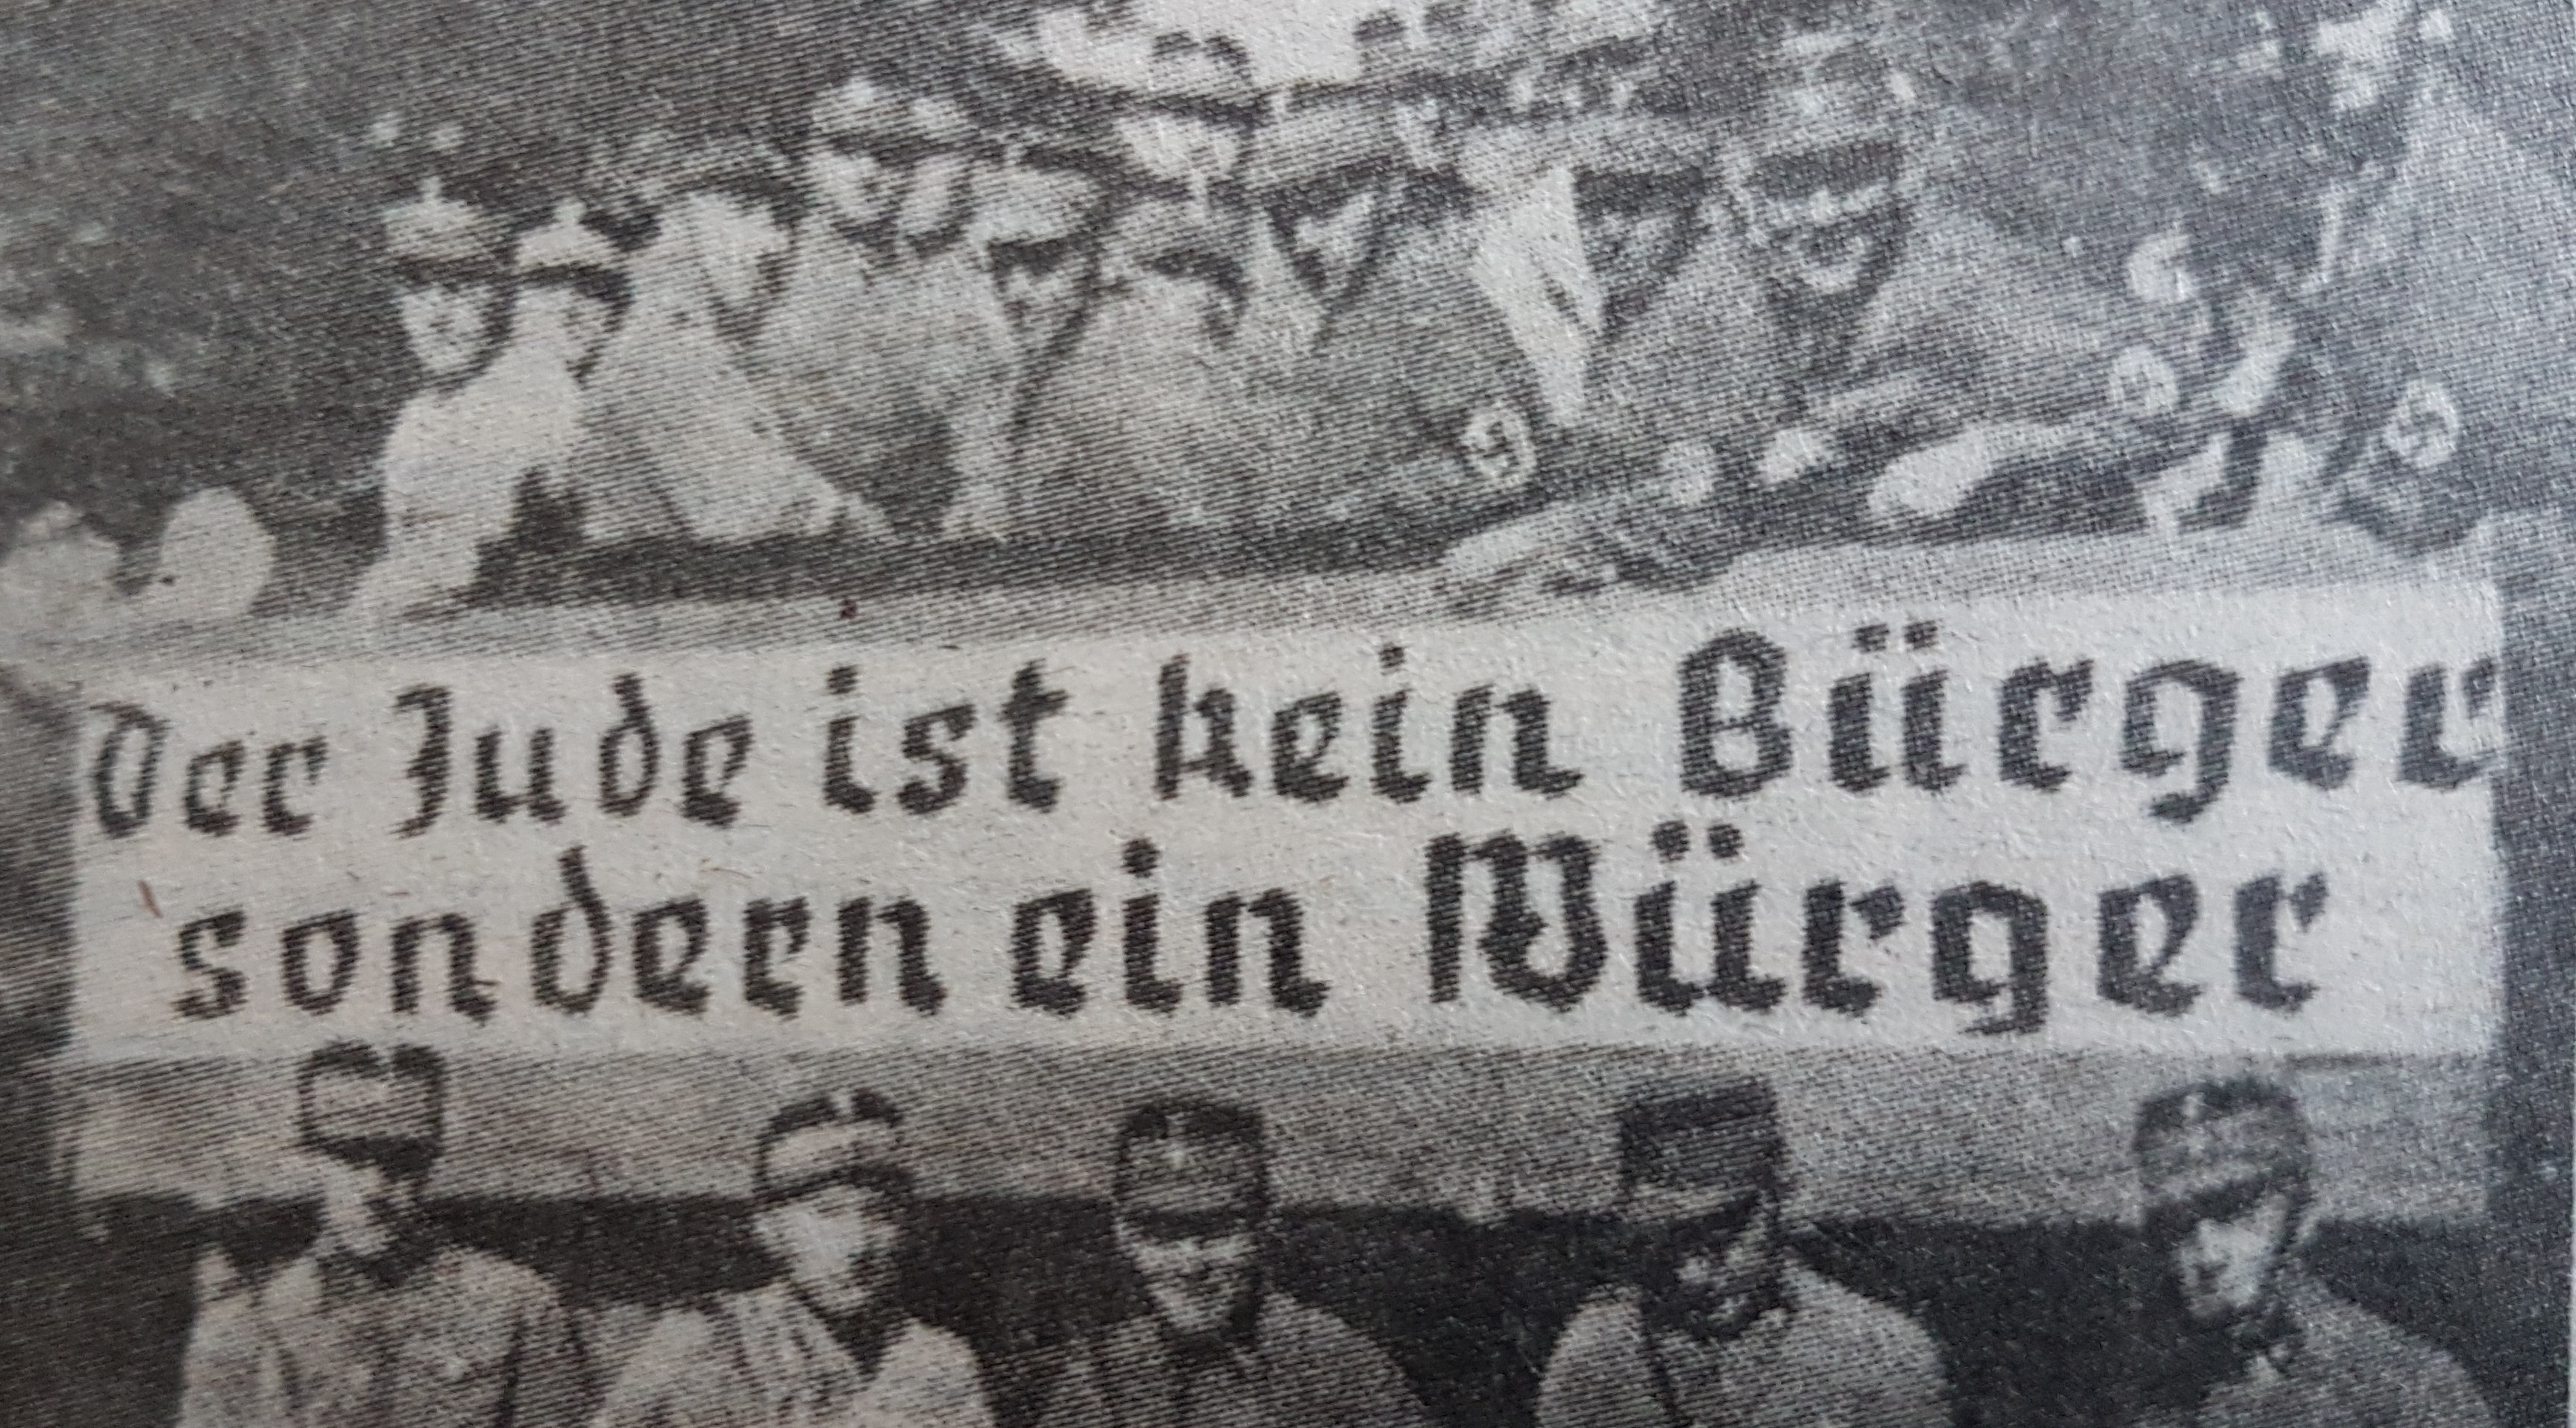 Der Jude ist kein Bürger
sondern ein Würger